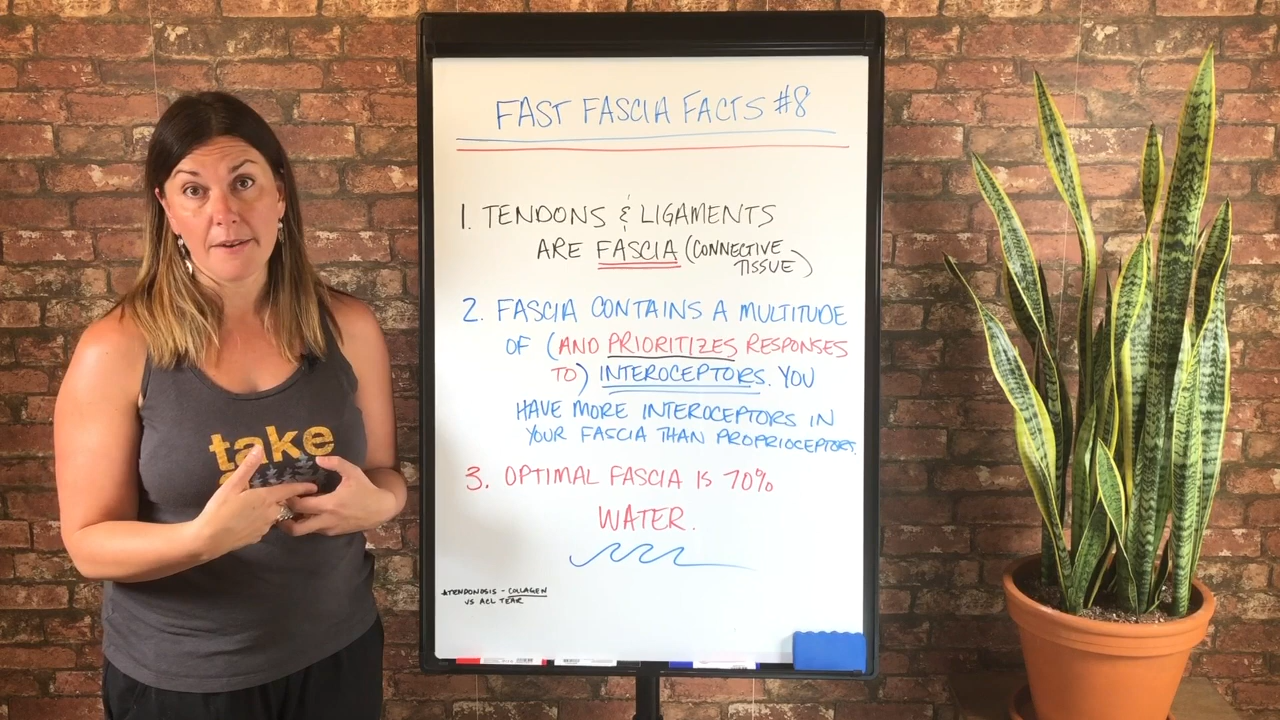 FAST FASCIA FACTS #8
1. TENDONS & LIGAMENTS
ARE FASCIA (CONNECTIVE
TISSUE)
2. FASCIA CONTAINS A MULTITUDE
OF (AND PRIORITIZES RESPONSES
TO) INTEROCEPTORS. YOU
HAVE MORE INTEROCEPTORS IN
YOUR FASCIA THAN PROPRIOCEPTORS.
3. OPTIMAL FASCIA IS 70%
WATER.
*TENDONOSIS - COLLAGEN
VS ACL TEAR
take